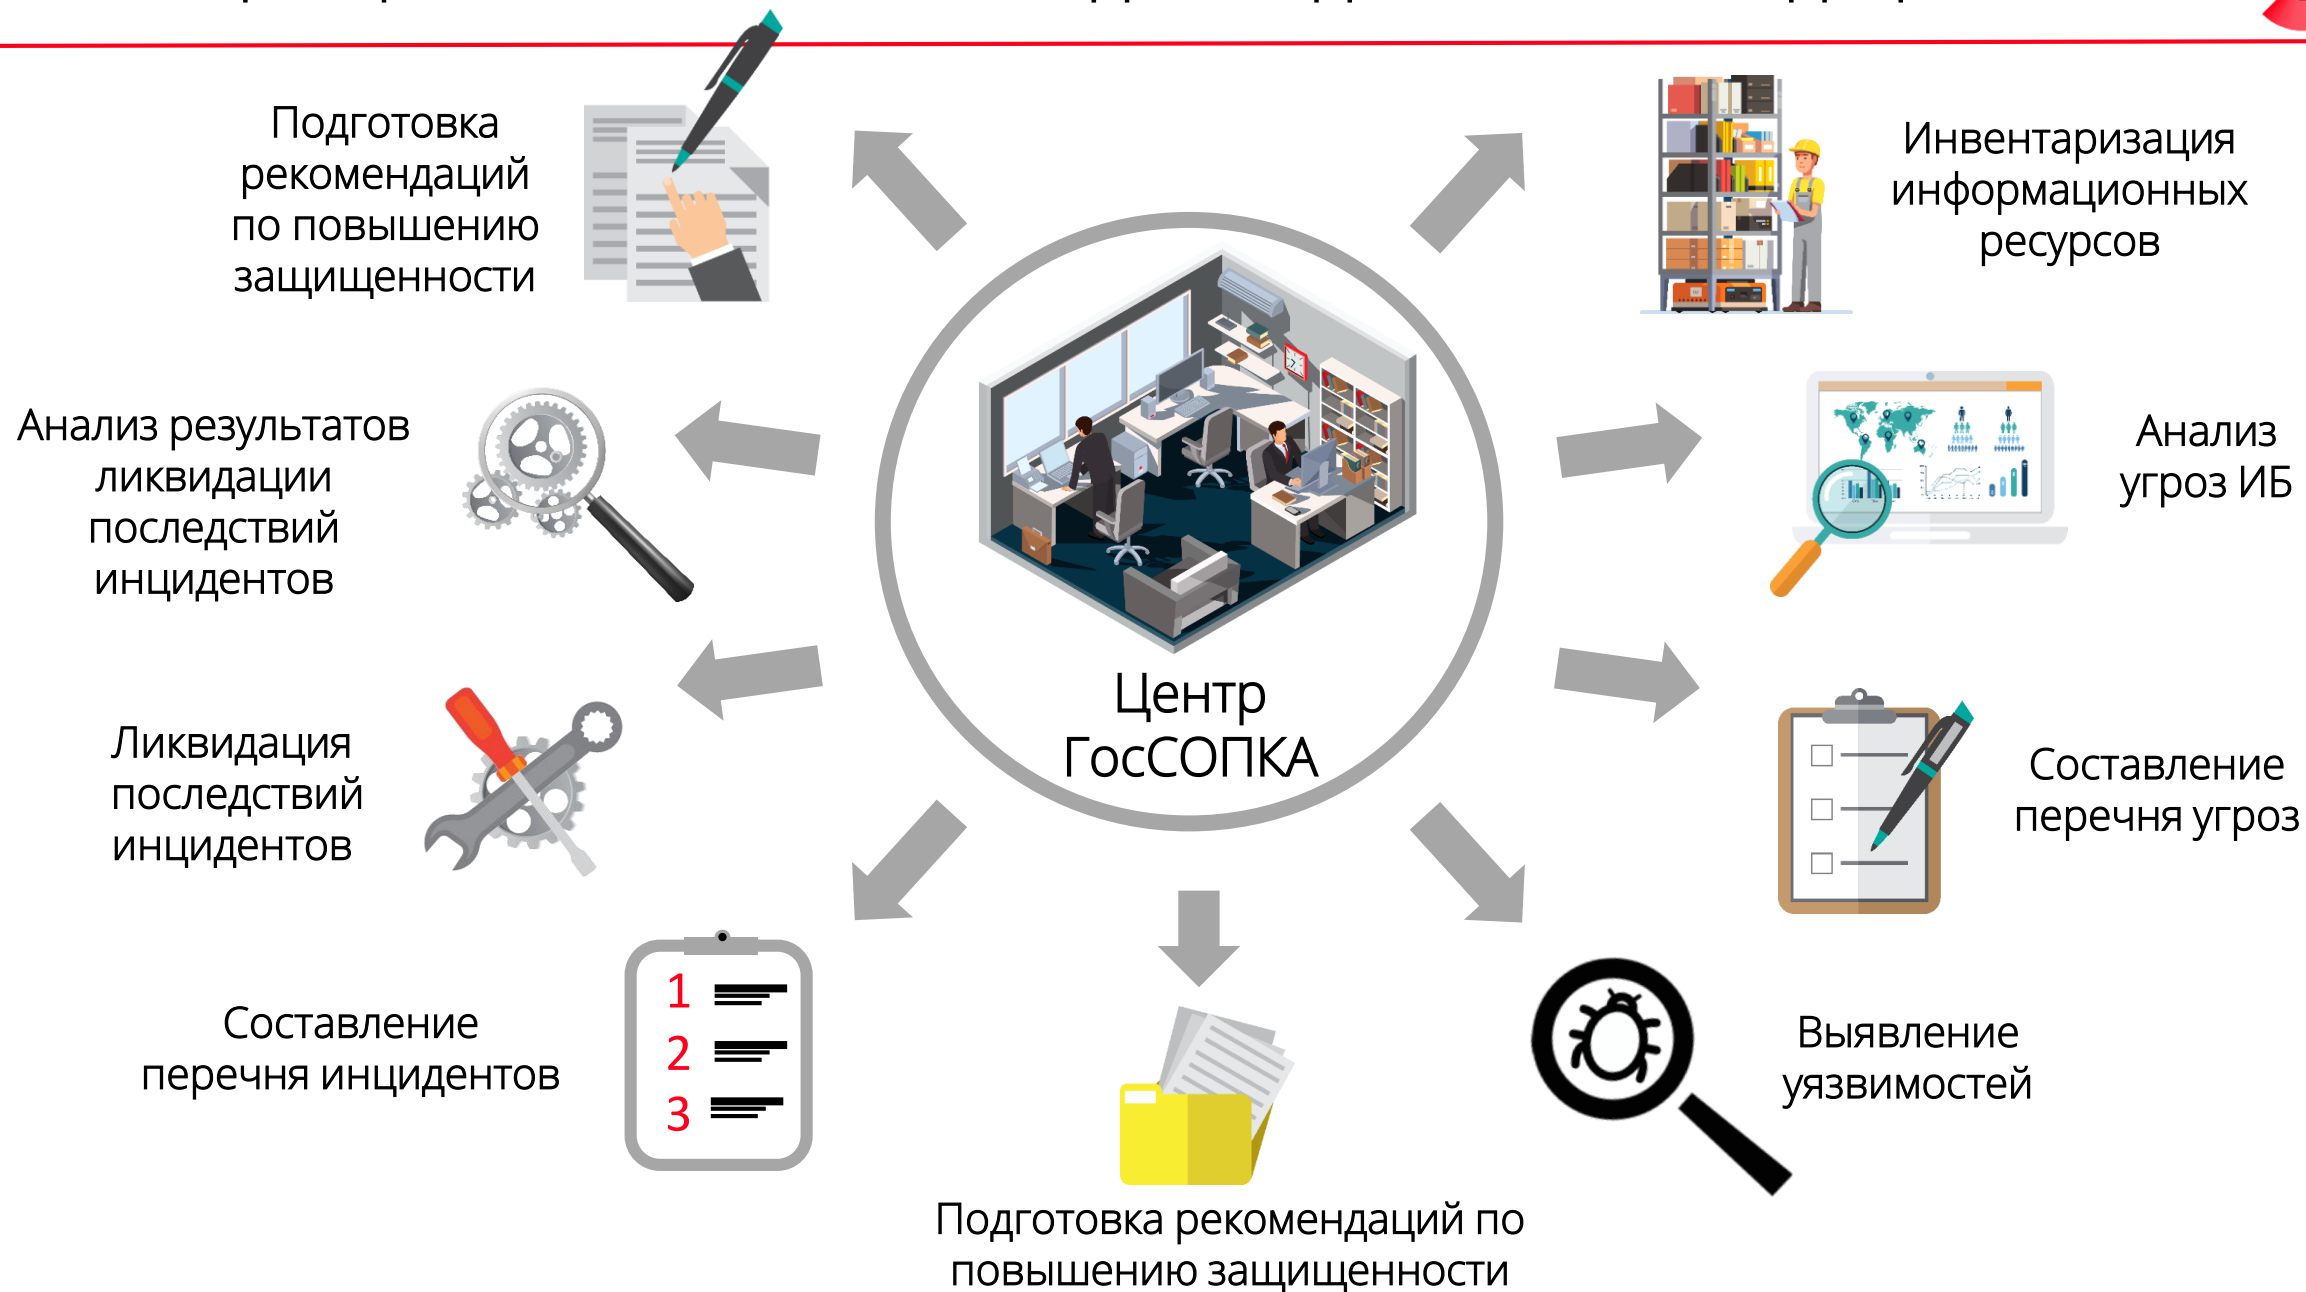 Подготовка
рекомендаций
по повышению
защищенности
Инвентаризация
информационных
ресурсов
Анализ результатов
ликвидации
последствий
инцидентов
Анализ
угроз ИБ
Центр
ГосСОПКА
Ликвидация
последствий
инцидентов
Составление
перечня угроз
Составление
перечня инцидентов
1
2
3
Выявление
уязвимостей
Подготовка рекомендаций по
повышению защищенности